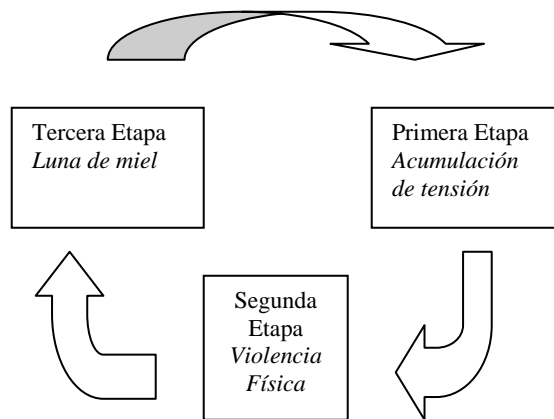 Tercera Etapa
Luna de miel
Primera Etapa
Acumulación
de tensión
Segunda
Etapa
Violencia
Física